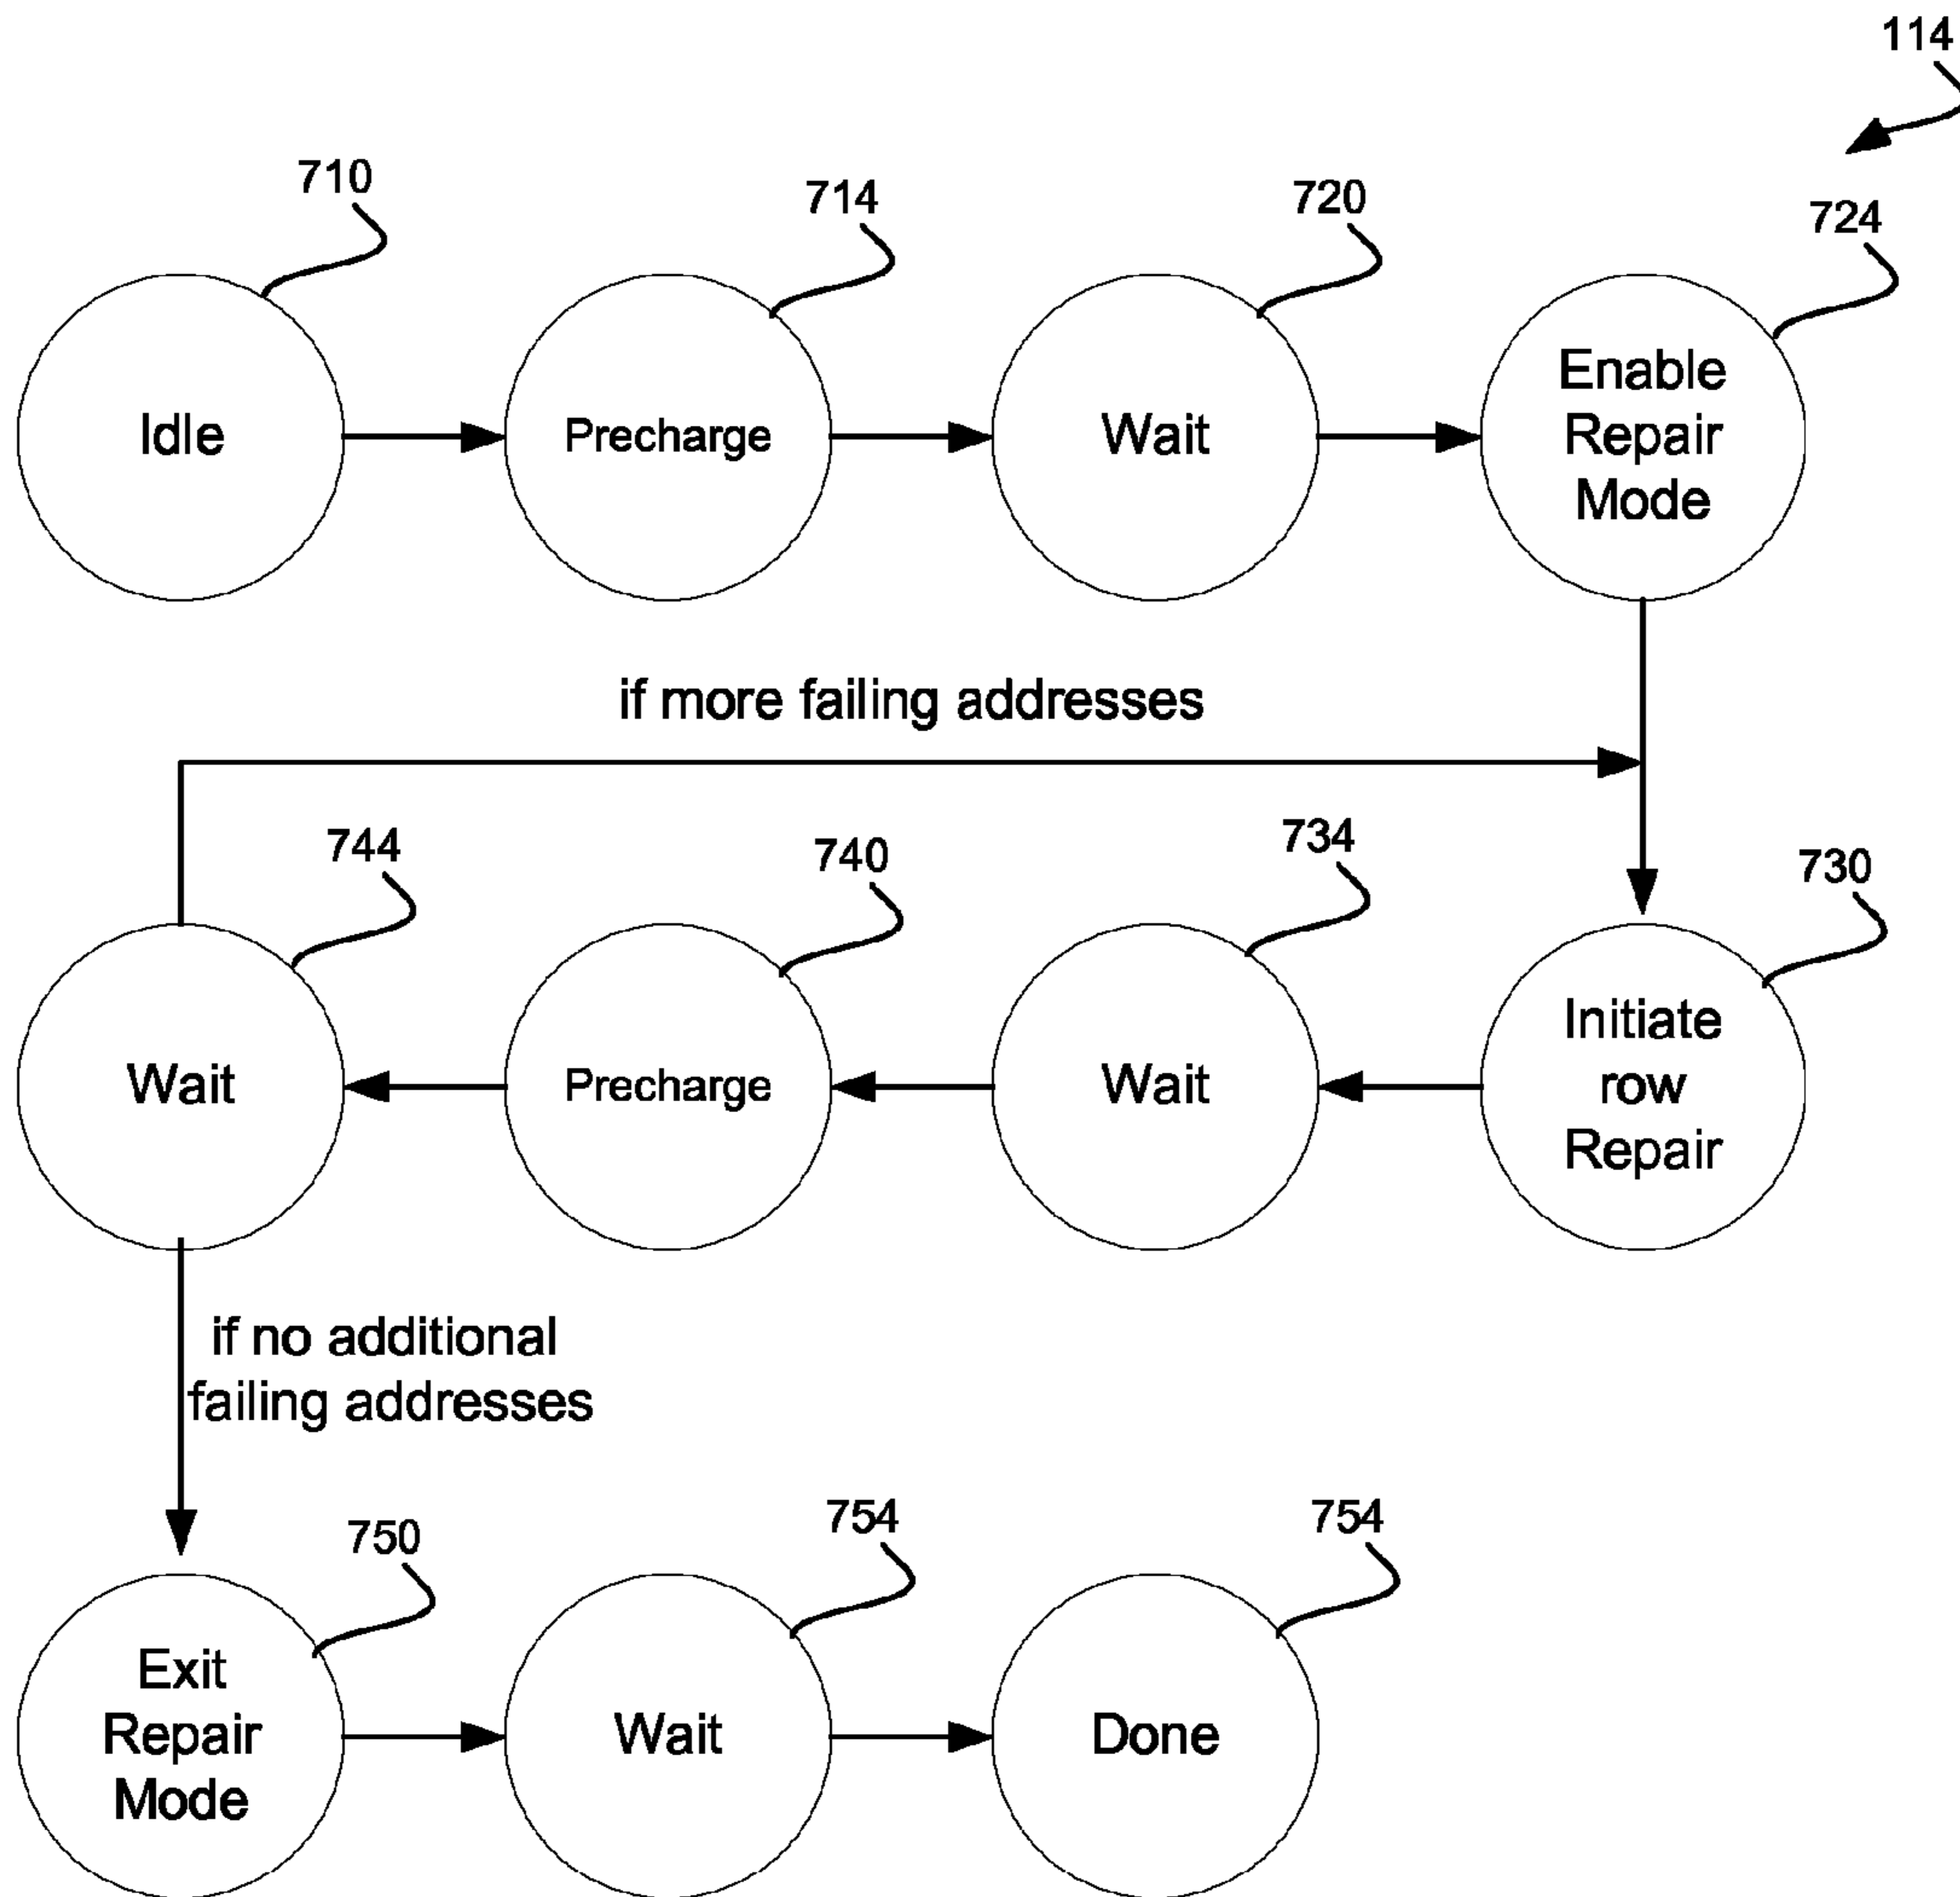 114
710
714
720
724
Idle
Precharge
Wait
Enable
Repair
Mode
if more failing addresses
744
740
734
730
Wait
Precharge
Wait
Initiate
row
Repair
if no additional
failing addresses
750
754
754
Exit
Repair
Mode
Wait
Done